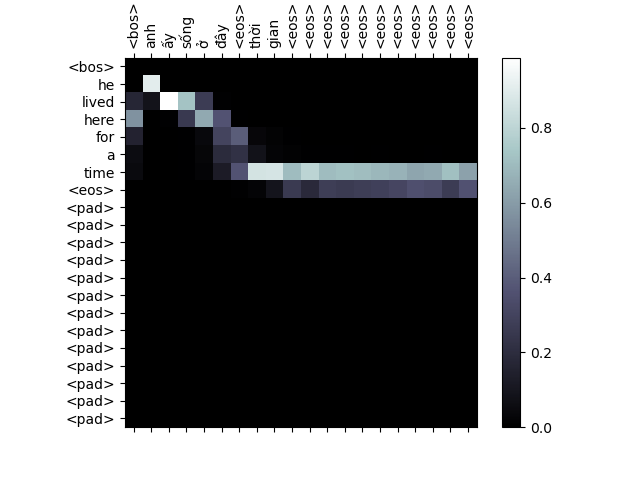 <bos> anh ấy sống ở đây <eos> thời gian <eos> <eos> <eos> <eos> <eos> <eos> <eos> <eos> <eos> <eos> <eos>
<bos>
he
lived
here
for
a
time
<eos>
<pad>
<pad>
<pad>
<pad>
<pad>
<pad>
<pad>
<pad>
<pad>
<pad>
<pad>
<pad>
<pad>
0.8
0.6
0.4
0.2
0.0